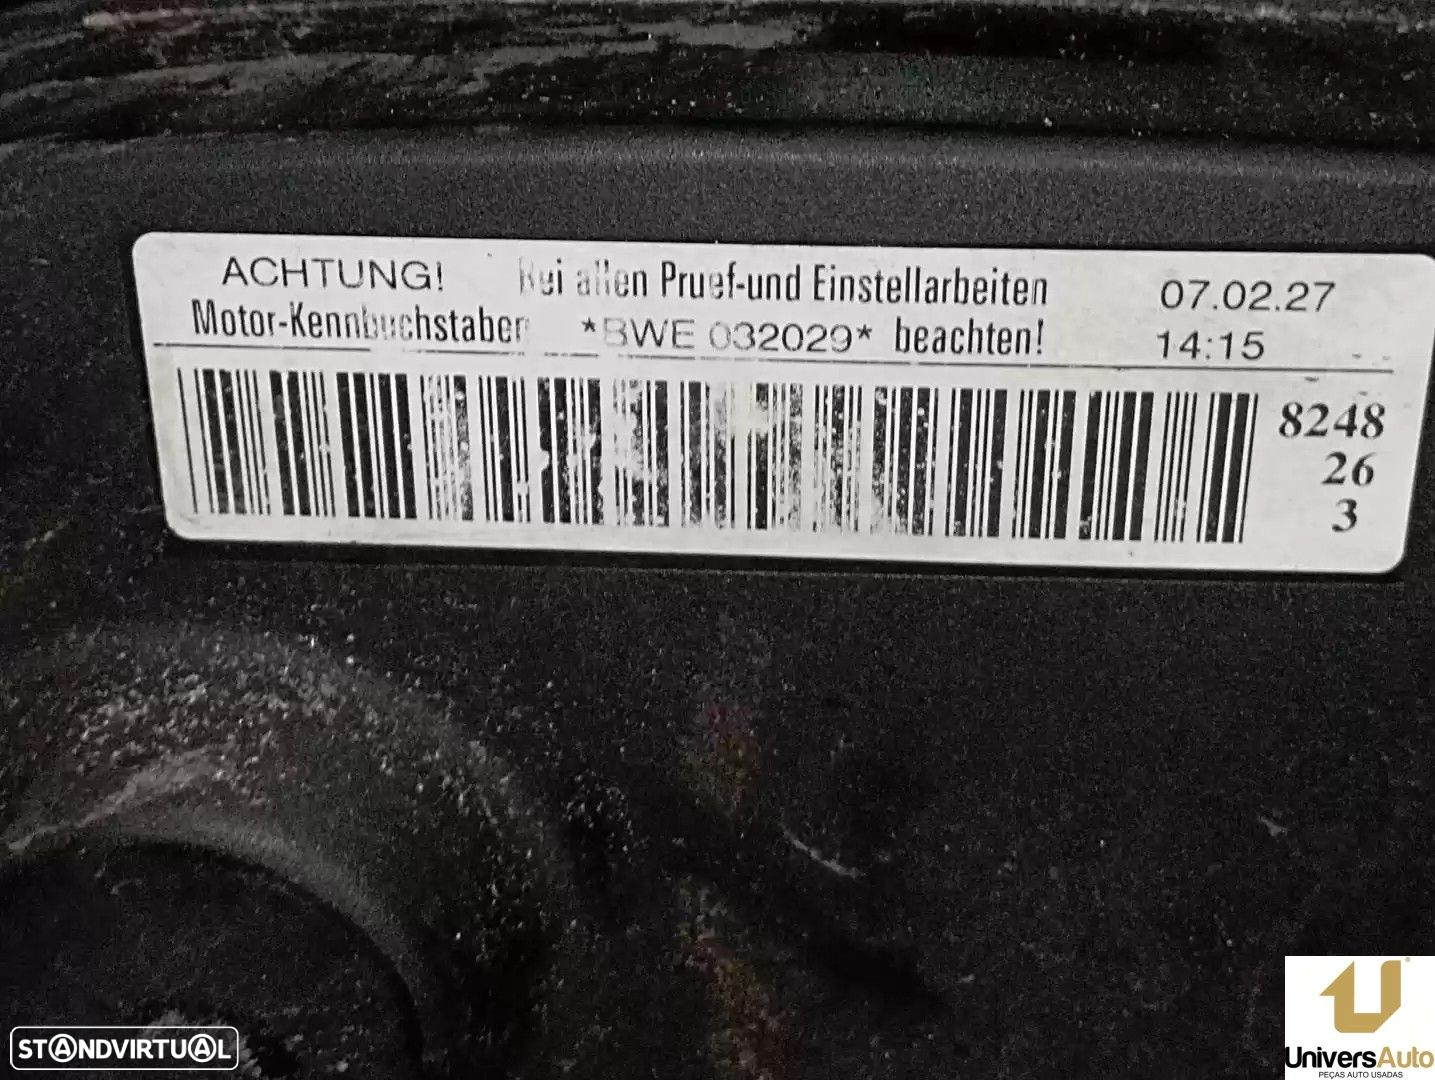 ACHTUNG! Bei allen Pruef-und Einstellarbeiten 07.02.27
Motor-Kennbuchstaben *BWE 032029* beachten! 14:15
8248
26
3
STANDVIRTUAL
UniversAuto
PEÇAS AUTO USADAS